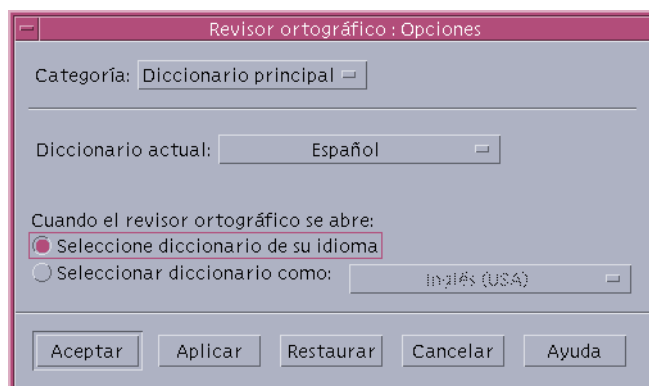 Revisor ortográfico : Opciones
Categoría: Diccionario principal
Diccionario actual: Español
Cuando el revisor ortográfico se abre:
Seleccione diccionario de su idioma
Seleccionar diccionario como: Inglés (USA)
Aceptar Aplicar Restaurar Cancelar Ayuda